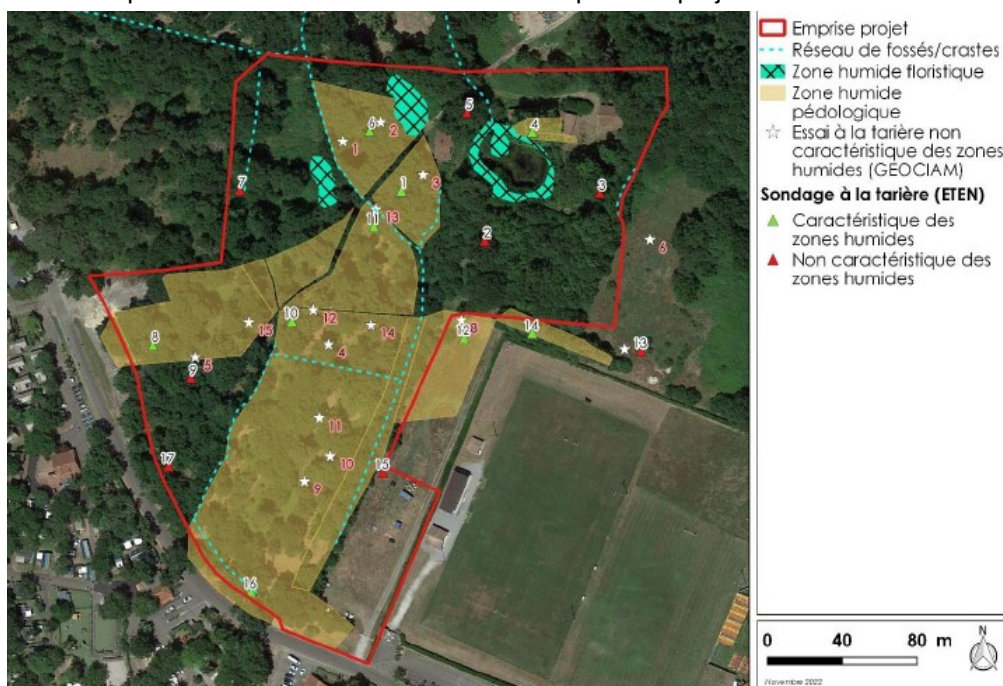 Emprise projet
Réseau de fossés/crastes
Zone humide floristique
Zone humide
pédologique
Essai à la tarière non
caractéristique des zones
humides (GEOCIAM)
Sondage à la tarière (ETEN)
Caractéristique des
zones humides
Non caractéristique des
zones humides
5
6
2
4
1
7
3
1
3
11
13
2
6
10
12
15
14
8
12
14
8
4
13
5
9
11
10
17
15
9
16
0 40 80 m
N
Novembre 2022